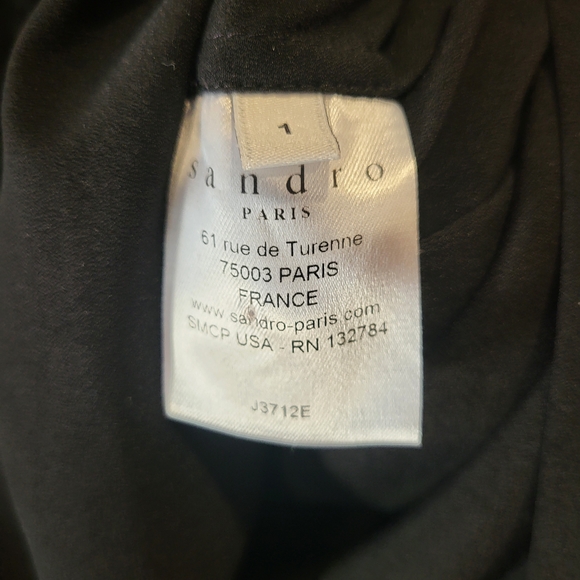 1
sandro
PARIS
61 rue de Turenne
75003 PARIS
FRANCE
www.sandro-paris.com
SMCP USA - RN 132784
J3712E